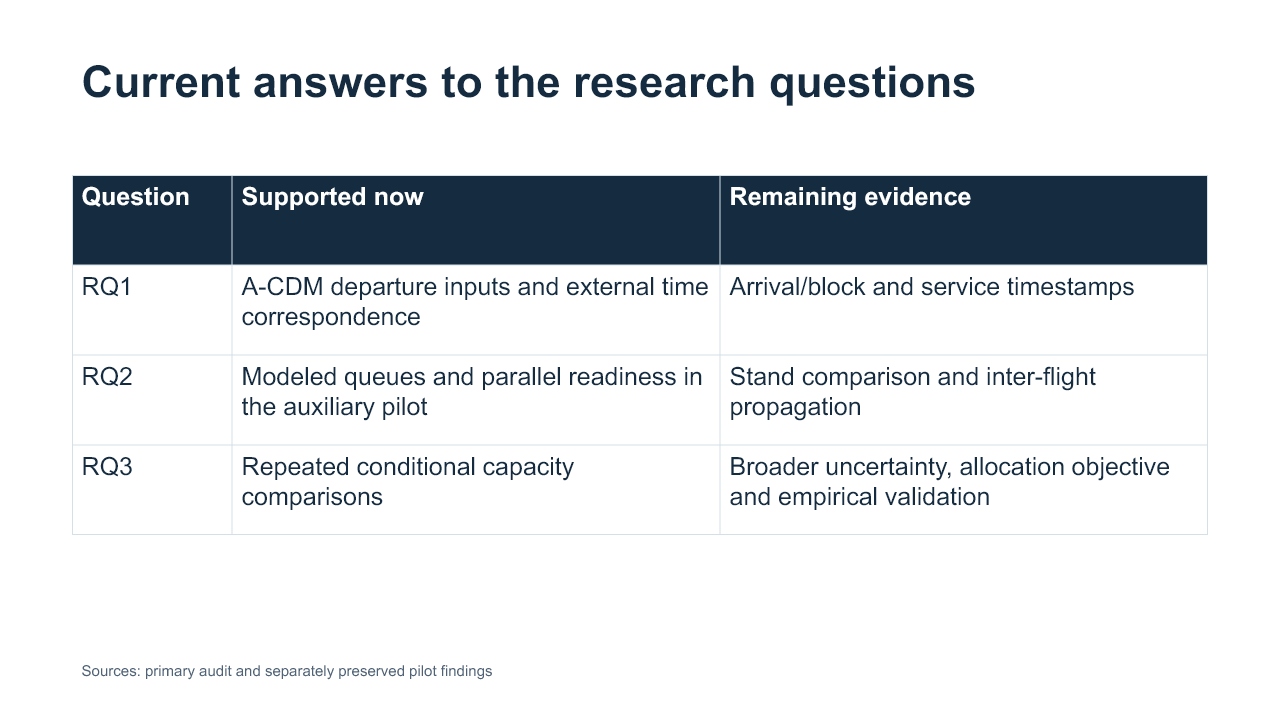 Current answers to the research questions
Question
Supported now
Remaining evidence
RQ1
A-CDM departure inputs and external time
correspondence
Arrival/block and service timestamps
RQ2
Modeled queues and parallel readiness in
the auxiliary pilot
Stand comparison and inter-flight
propagation
RQ3
Repeated conditional capacity
comparisons
Broader uncertainty, allocation objective
and empirical validation
Sources: primary audit and separately preserved pilot findings